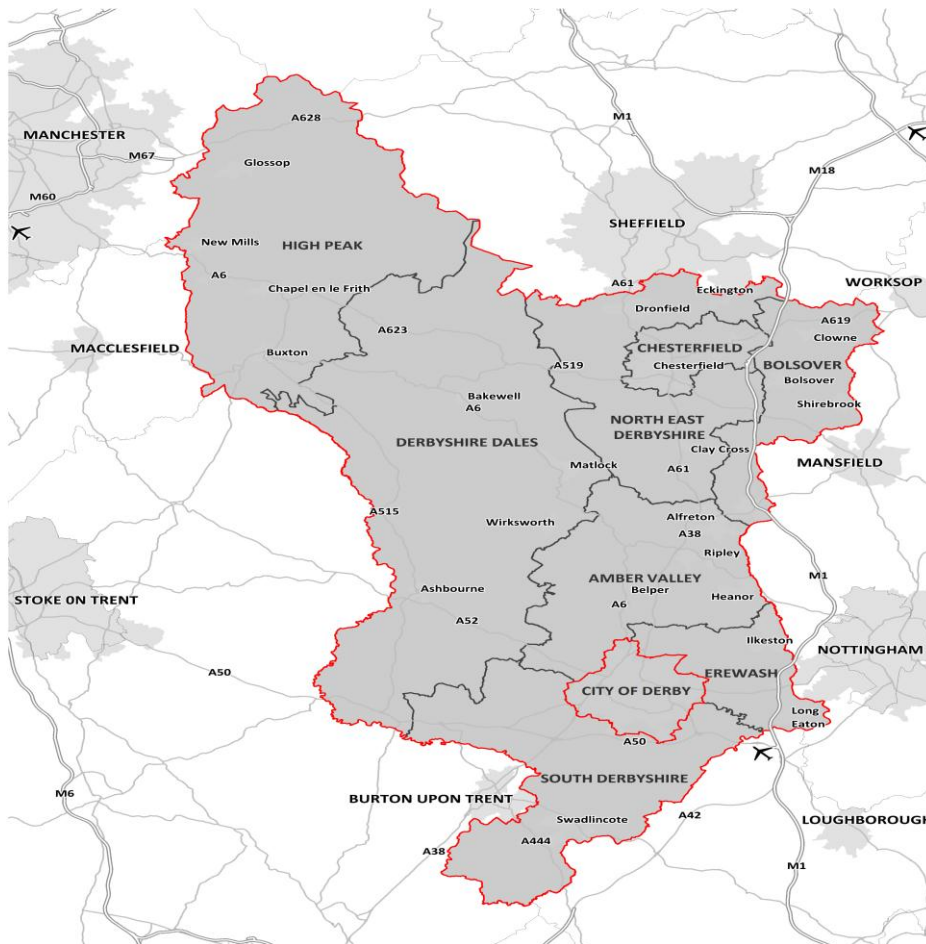 A628
M1
MANCHESTER
M67
Glossop
M18
M60
SHEFFIELD
New Mills
HIGH PEAK
A6
A61
Eckington
WORKSOP
Chapel en le Frith
Dronfield
A619
A623
Clowne
MACCLESFIELD
CHESTERFIELD
Buxton
A519
Chesterfield
BOLSOVER
Bolsover
Bakewell
A6
Shirebrook
NORTH EAST
DERBYSHIRE
DERBYSHIRE DALES
Clay Cross
Matlock
A61
MANSFIELD
A515
Wirksworth
Alfreton
A38
Ripley
AMBER VALLEY
M1
STOKE 0N TRENT
Ashbourne
Belper
Heanor
A6
A52
Ilkeston
NOTTINGHAM
A50
EREWASH
CITY OF DERBY
Long
Eaton
A50
SOUTH DERBYSHIRE
M6
BURTON UPON TRENT
Swadlincote
A42
LOUGHBOROUGH
A444
A38
M1